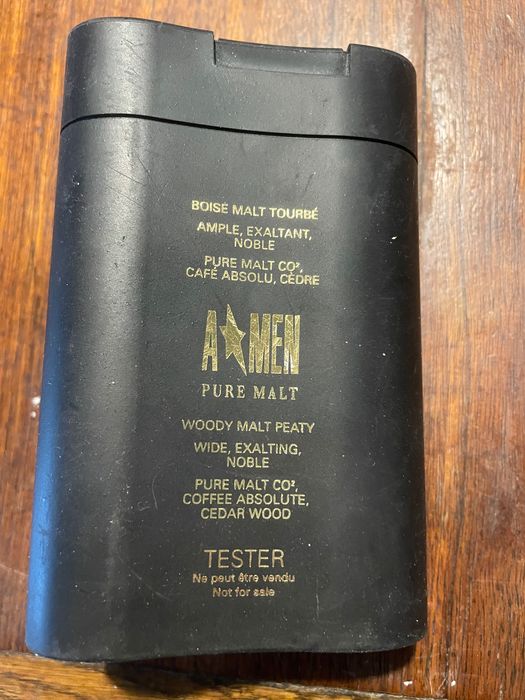 BOISÉ MALT TOURBÉ
AMPLE, EXALTANT,
NOBLE
PURE MALT CO²,
CAFÉ ABSOLU, CÈDRE
A★MEN
PURE MALT
WOODY MALT PEATY
WIDE, EXALTING,
NOBLE
PURE MALT CO²,
COFFEE ABSOLUTE,
CEDAR WOOD
TESTER
Ne peut être vendu
Not for sale